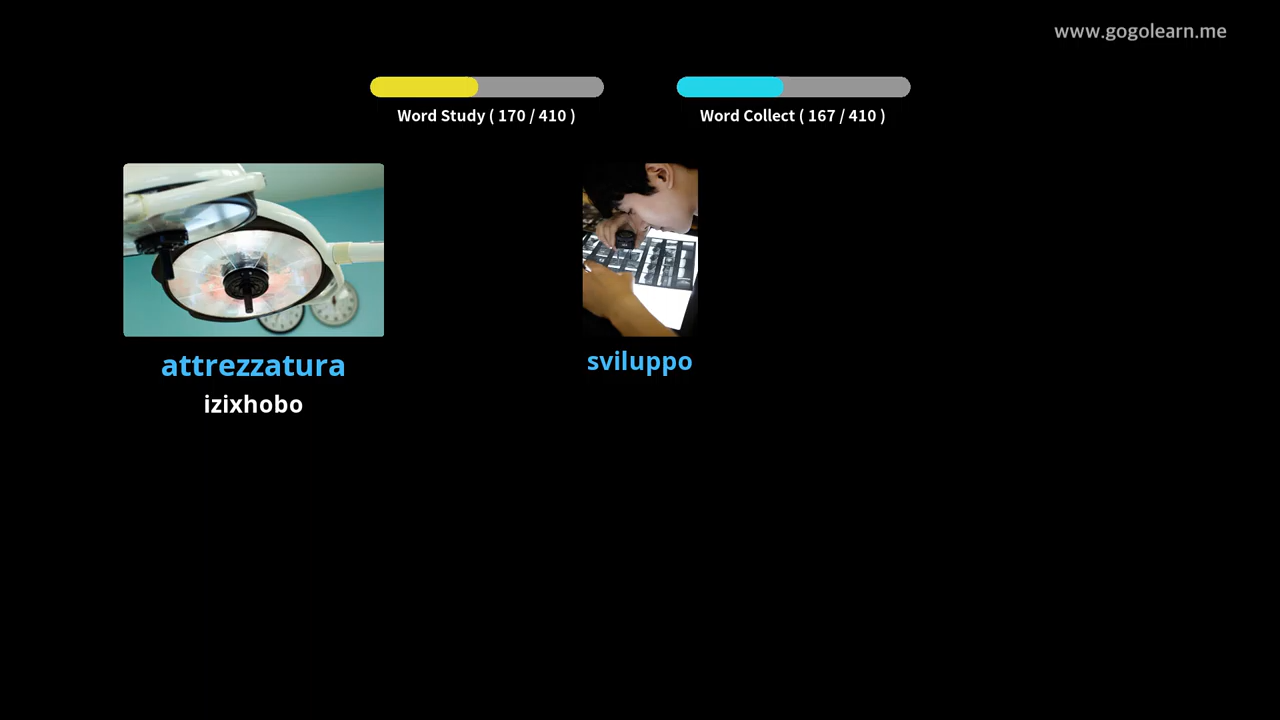 www.gogolearn.me
Word Study ( 170 / 410 )
Word Collect ( 167 / 410 )
attrezzatura
izixhobo
sviluppo